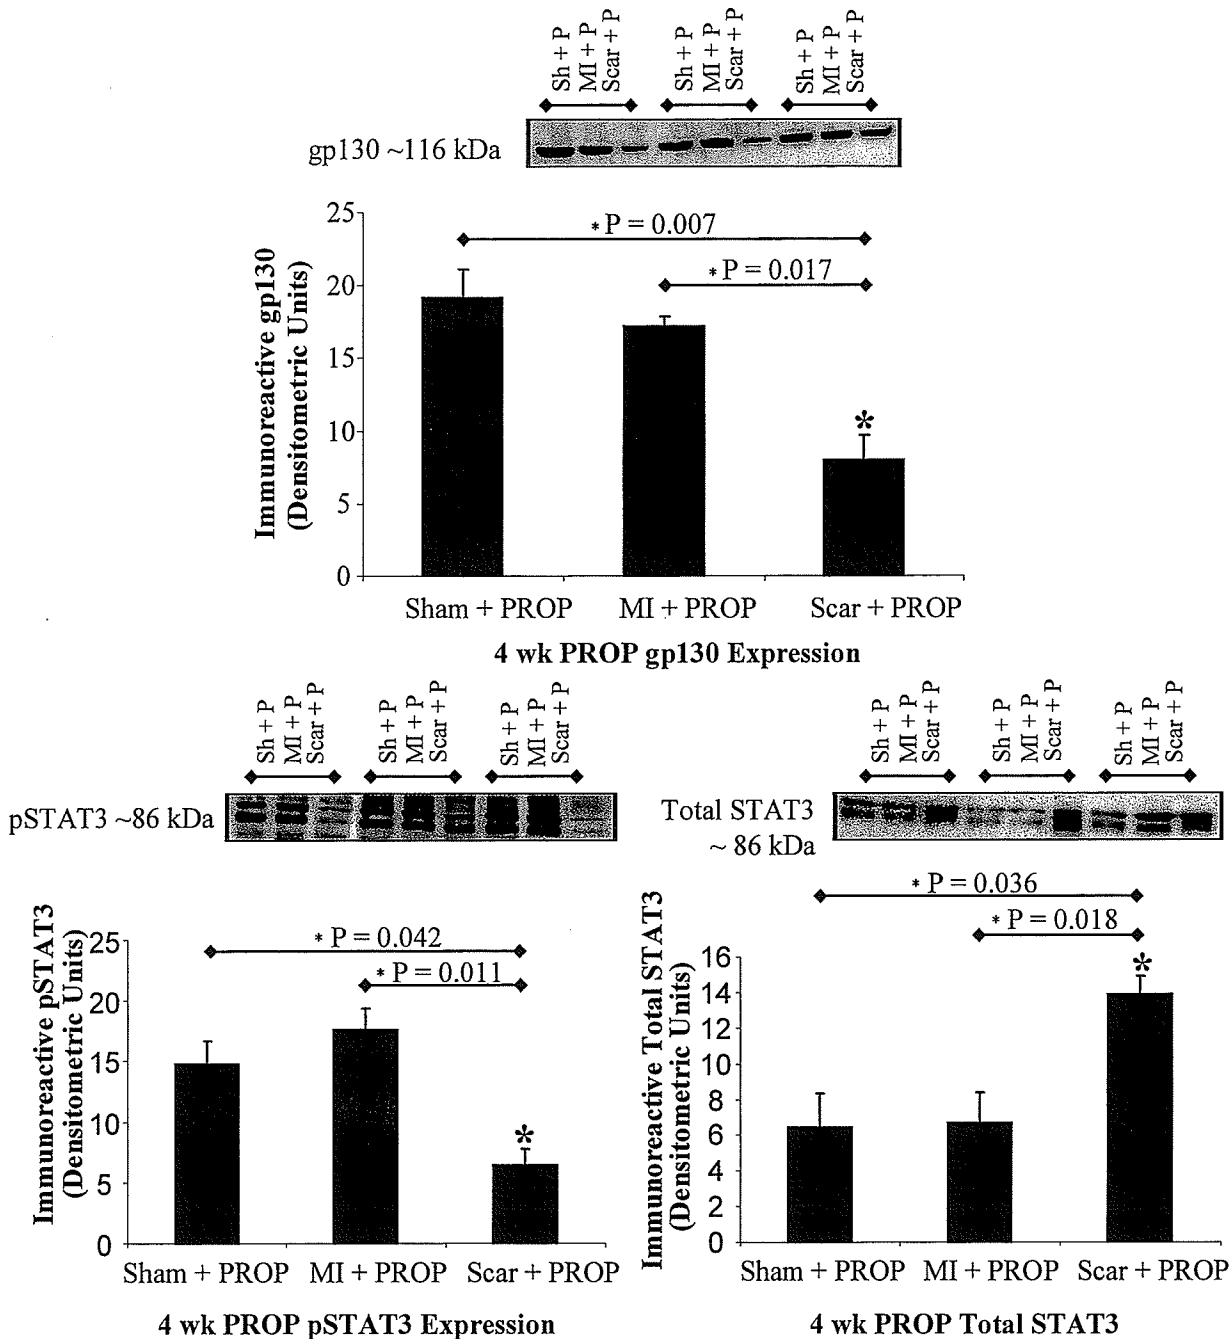 Sh + P
MI + P
Scar + P
Sh + P
MI + P
Scar + P
Sh + P
MI + P
Scar + P
gp130 ~116 kDa
Immunoreactive gp130
(Densitometric Units)
25
20
15
10
5
0
* P = 0.007
* P = 0.017
*
Sham + PROP MI + PROP Scar + PROP
4 wk PROP gp130 Expression
Sh + P
MI + P
Scar + P
Sh + P
MI + P
Scar + P
Sh + P
MI + P
Scar + P
pSTAT3 ~86 kDa
Immunoreactive pSTAT3
(Densitometric Units)
25
20
15
10
5
0
* P = 0.042
* P = 0.011
*
Sham + PROP MI + PROP Scar + PROP
4 wk PROP pSTAT3 Expression
Sh + P
MI + P
Scar + P
Sh + P
MI + P
Scar + P
Sh + P
MI + P
Scar + P
Total STAT3
~ 86 kDa
Immunoreactive Total STAT3
(Densitometric Units)
16
14
12
10
8
6
4
2
0
* P = 0.036
* P = 0.018
*
Sham + PROP MI + PROP Scar + PROP
4 wk PROP Total STAT3